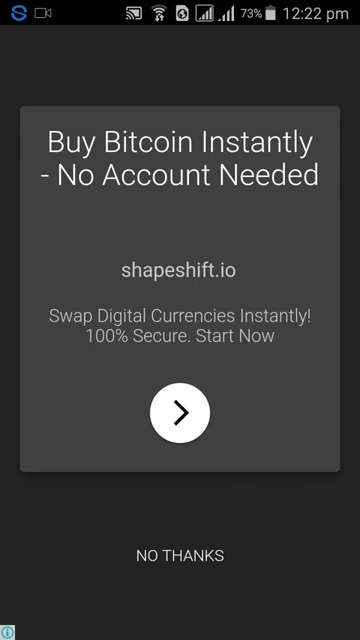 73% 12:22 pm
Buy Bitcoin Instantly
- No Account Needed
shapeshift.io
Swap Digital Currencies Instantly!
100% Secure. Start Now
NO THANKS